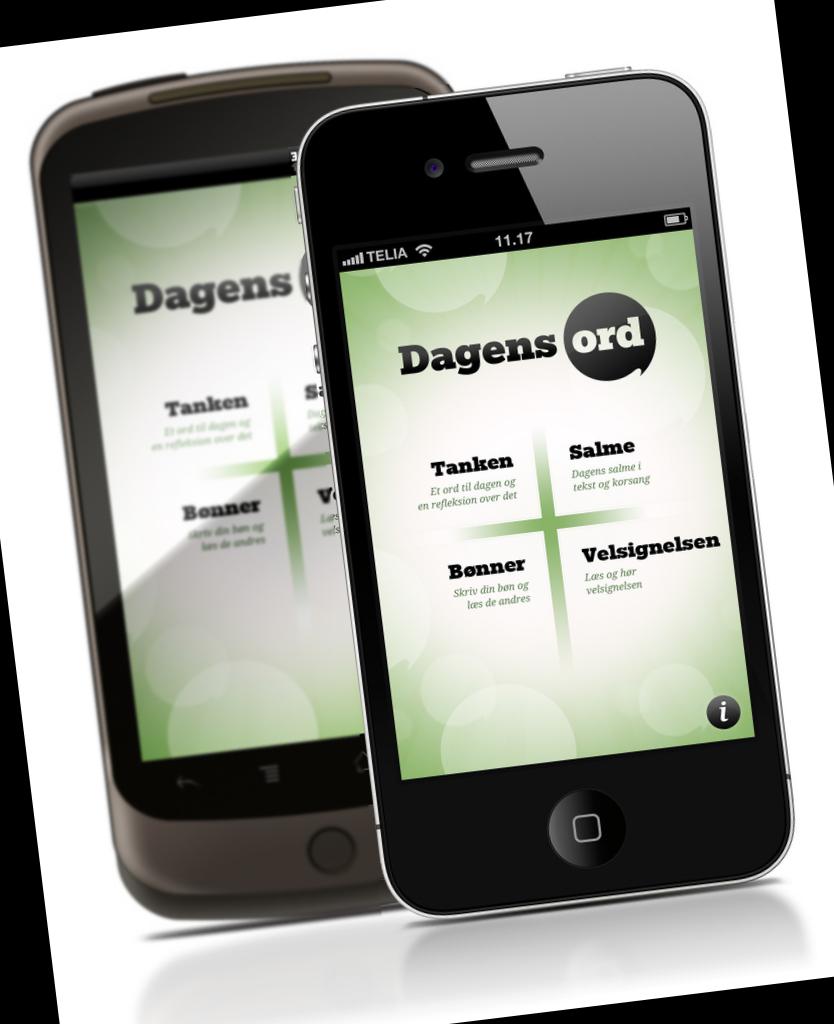 Dagens
Tanken
Et ord til dagen og
en refleksion over det
Bønner
Skriv din bøn og
læs de andres
TELIA 11.17
Dagens ord
Tanken
Et ord til dagen og
en refleksion over det
Salme
Dagens salme i
tekst og korsang
Bønner
Skriv din bøn og
læs de andres
Velsignelsen
Læs og hør
velsignelsen
i